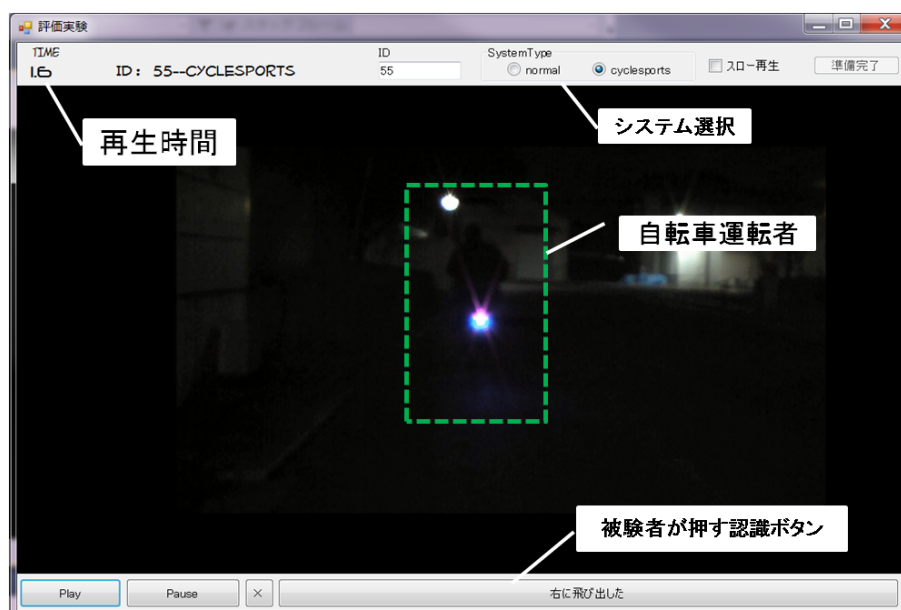 評価実験
TIME
1.6
ID : 55--CYCLESPORTS
ID
55
SystemType
normal
cyclesports
スロー再生
準備完了
再生時間
システム選択
自転車運転者
被験者が押す認識ボタン
Play
Pause
×
右に飛び出した